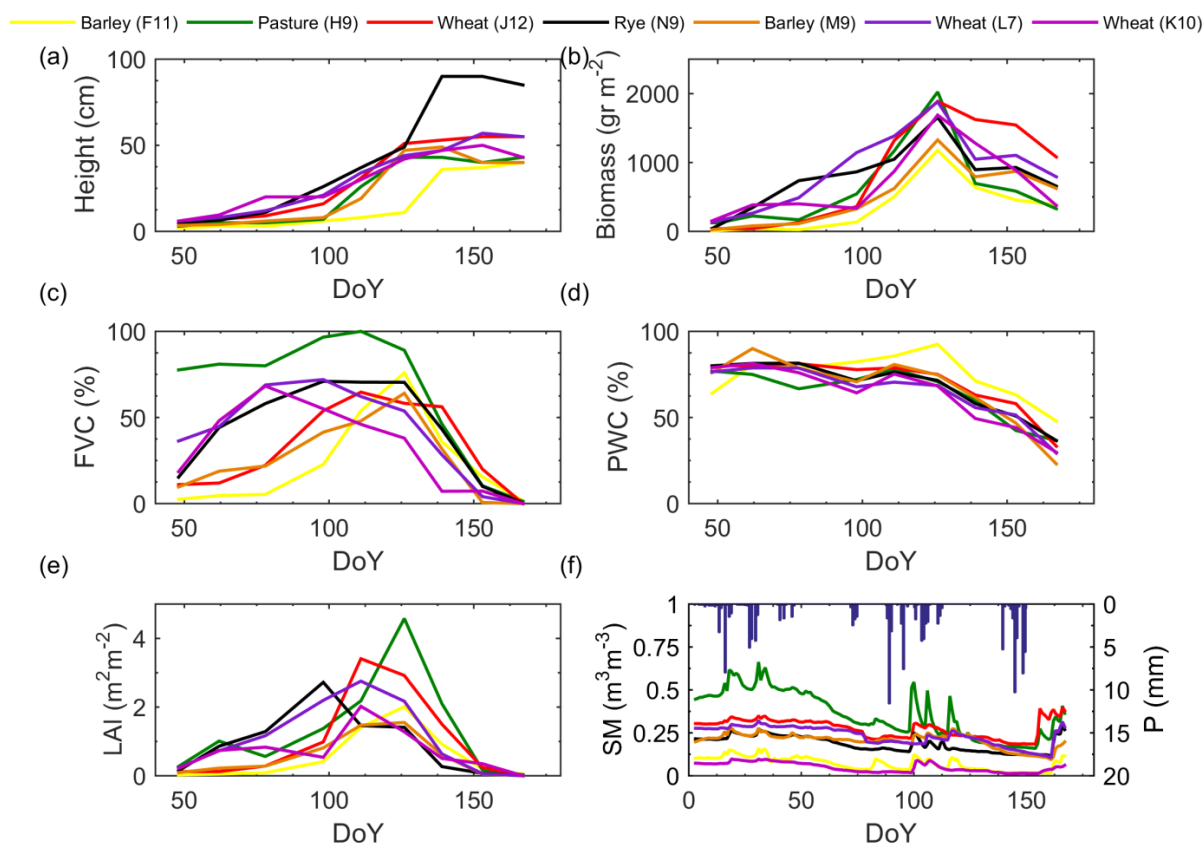 Barley (F11) Pasture (H9) Wheat (J12) Rye (N9) Barley (M9) Wheat (L7) Wheat (K10)
(a)
100
50
0
Height (cm)
50 100 150
DoY
(b)
2000
1000
0
Biomass (gr m⁻²)
50 100 150
DoY
(c)
100
50
0
FVC (%)
50 100 150
DoY
(d)
100
50
0
PWC (%)
50 100 150
DoY
(e)
4
2
0
LAI (m²m⁻²)
50 100 150
DoY
(f)
1
0.75
0.5
0.25
0
SM (m³m⁻³)
0
5
10
15
20
P (mm)
0 50 100 150
DoY